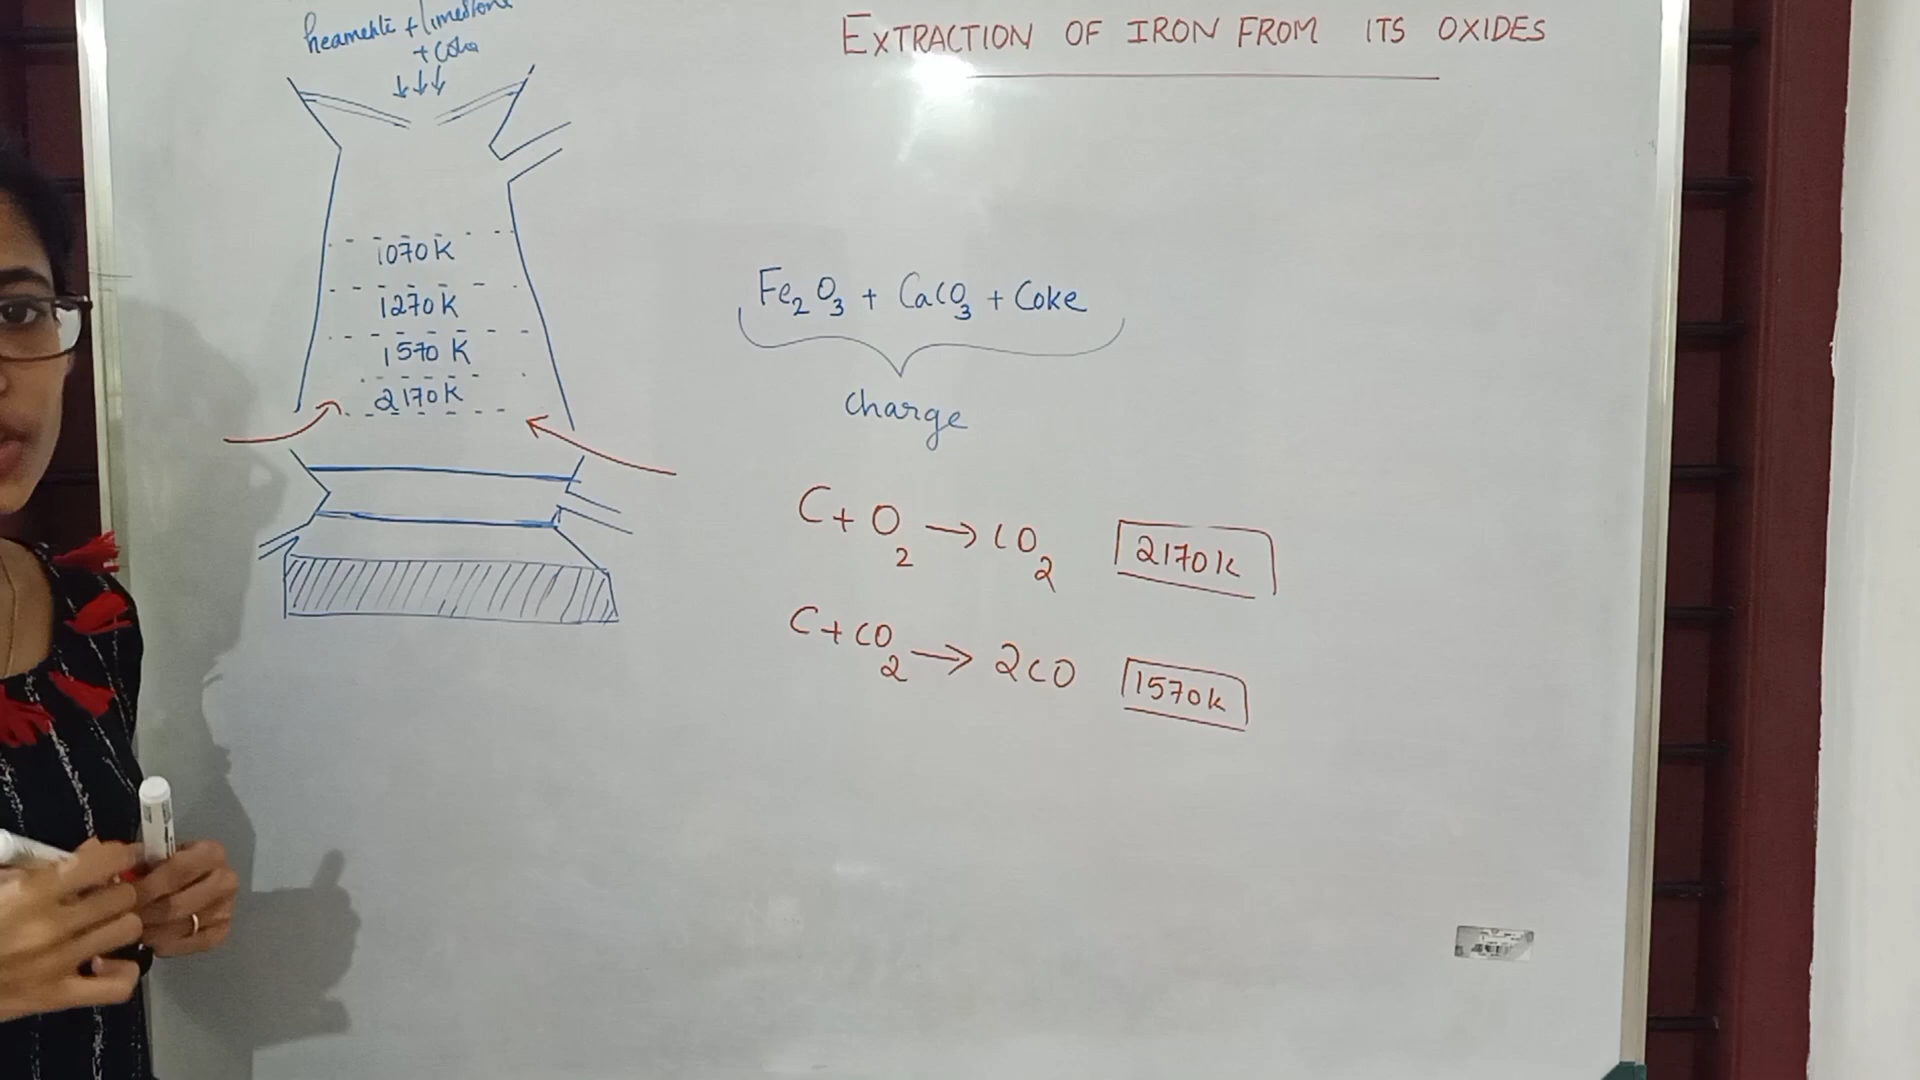 heamehti + limestone
+ Coke
EXTRACTION OF IRON FROM ITS OXIDES
1070 K
1270 K
1570 K
2170 K
Fe₂O₃ + CaCO₃ + Coke
charge
C + O₂ → CO₂ 2170 K
C + CO₂ → 2CO 1570 K